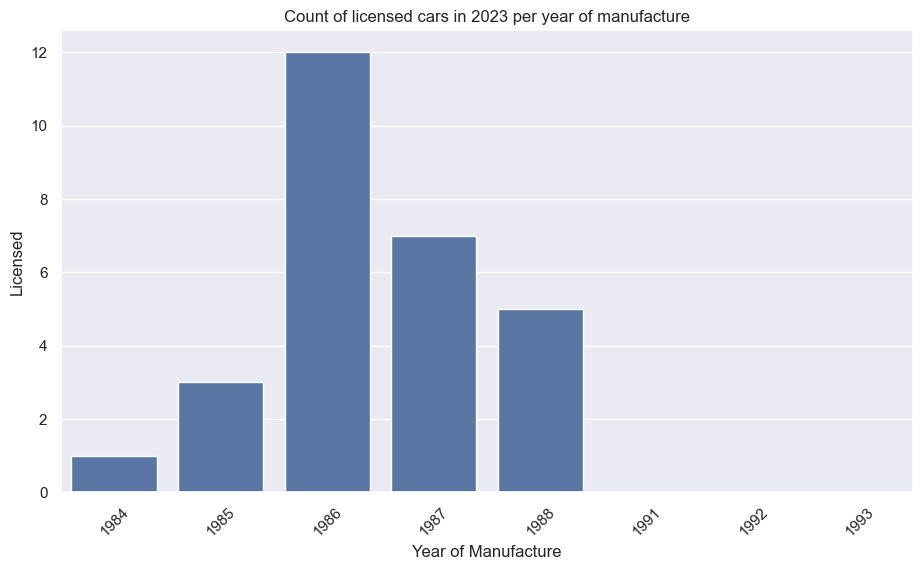 Count of licensed cars in 2023 per year of manufacture
Licensed
12
10
8
6
4
2
0
1984 1985 1986 1987 1988 1991 1992 1993
Year of Manufacture